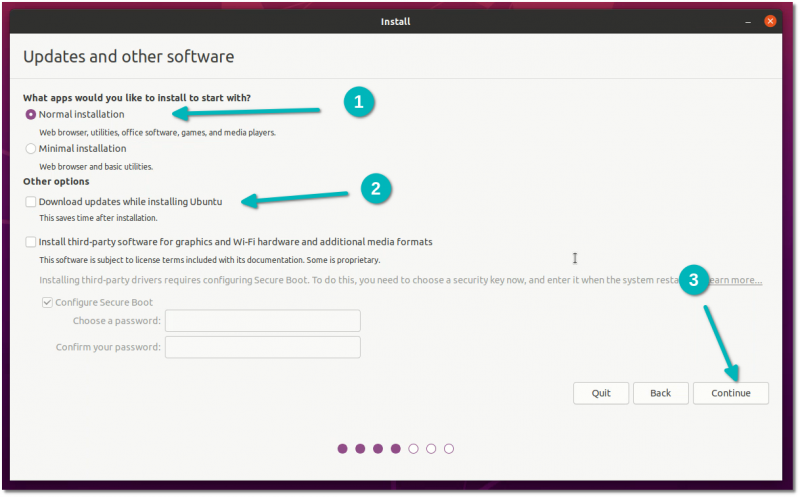 Install
Updates and other software
What apps would you like to install to start with?
1
Normal installation
Web browser, utilities, office software, games, and media players.
Minimal installation
Web browser and basic utilities.
Other options
2
Download updates while installing Ubuntu
This saves time after installation.
Install third-party software for graphics and Wi-Fi hardware and additional media formats
This software is subject to license terms included with its documentation. Some is proprietary.
Installing third-party drivers requires configuring Secure Boot. To do this, you need to choose a security key now, and enter it when the system resta earn more...
3
Configure Secure Boot
Choose a password:
Confirm your password:
Quit Back Continue